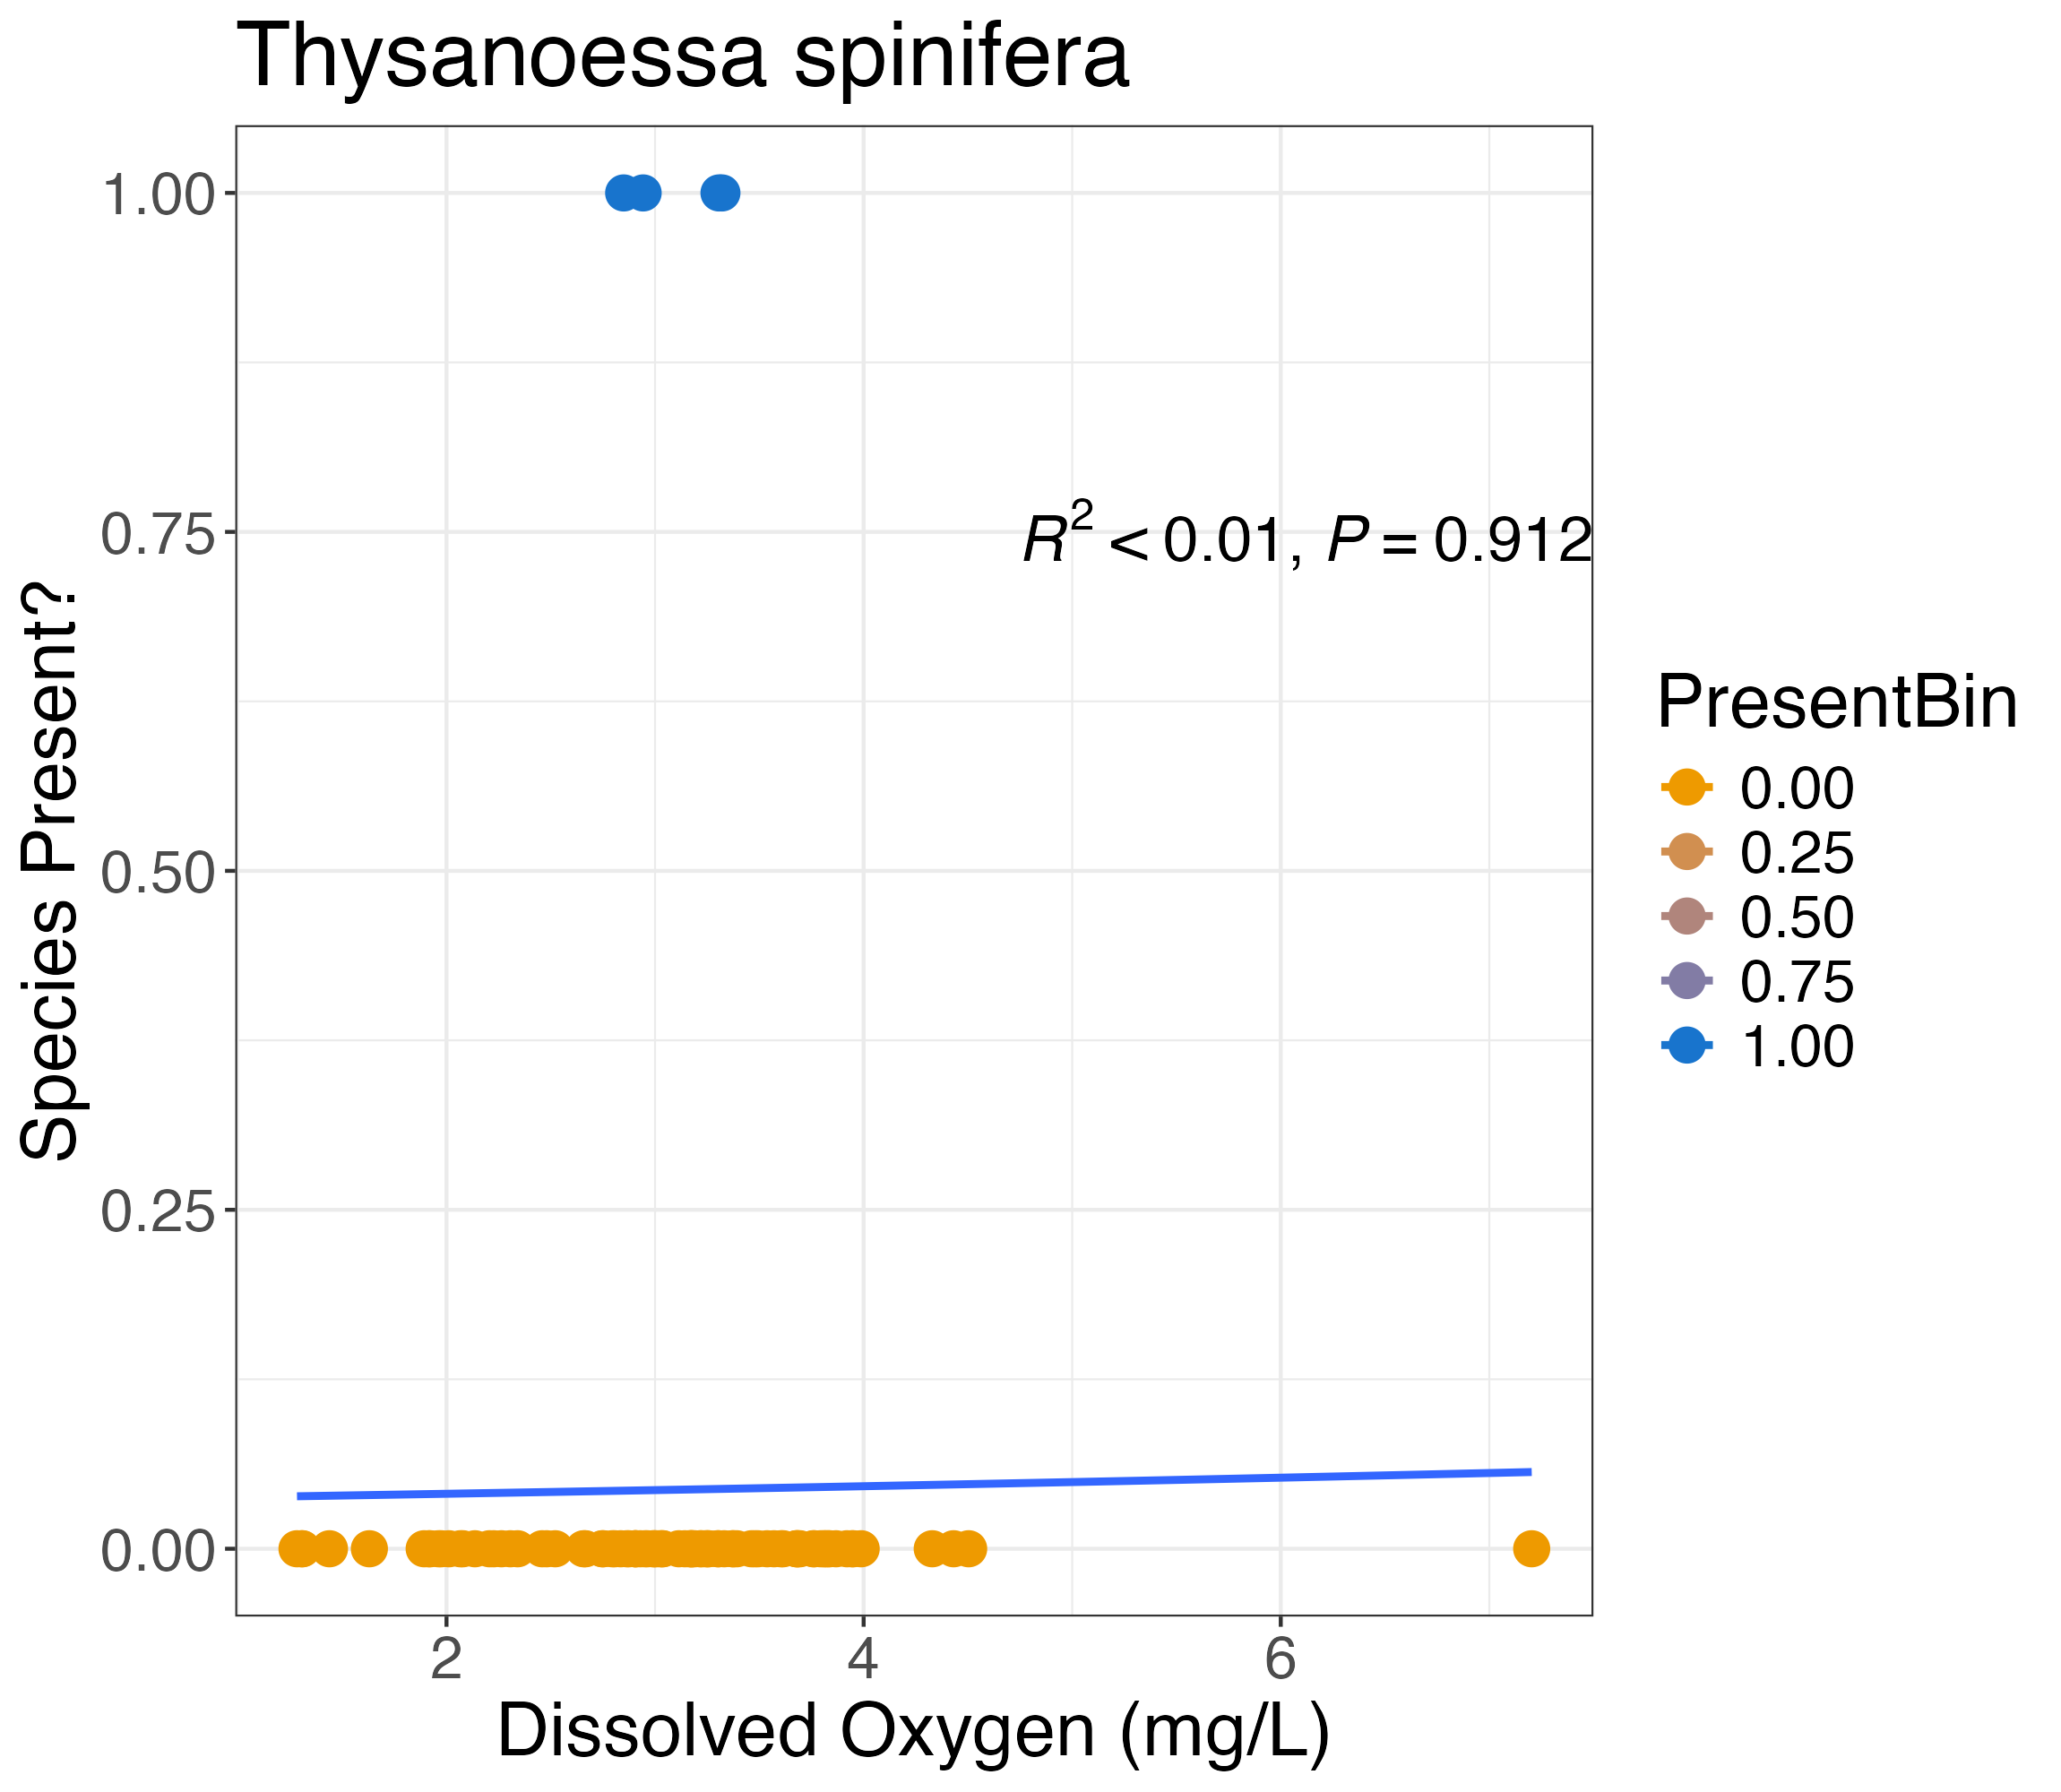 Thysanoessa spinifera
1.00
0.75
0.50
0.25
0.00
Species Present?
R² < 0.01, P = 0.912
2
4
6
Dissolved Oxygen (mg/L)
PresentBin
0.00
0.25
0.50
0.75
1.00